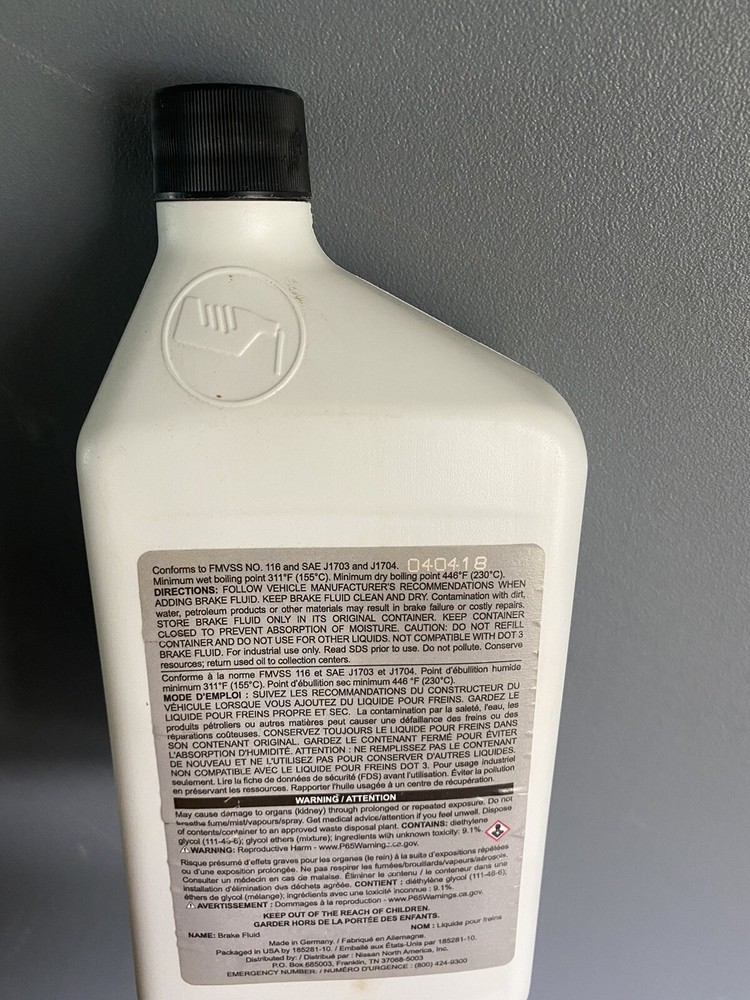 Conforms to FMVSS NO. 116 and SAE J1703 and J1704. 040418
Minimum wet boiling point 311°F (155°C). Minimum dry boiling point 446°F (230°C).
DIRECTIONS: FOLLOW VEHICLE MANUFACTURER'S RECOMMENDATIONS WHEN
ADDING BRAKE FLUID. KEEP BRAKE FLUID CLEAN AND DRY. Contamination with dirt,
water, petroleum products or other materials may result in brake failure or costly repairs.
STORE BRAKE FLUID ONLY IN ITS ORIGINAL CONTAINER. KEEP CONTAINER
CLOSED TO PREVENT ABSORPTION OF MOISTURE. CAUTION: DO NOT REFILL
CONTAINER AND DO NOT USE FOR OTHER LIQUIDS. NOT COMPATIBLE WITH DOT 3
BRAKE FLUID. For industrial use only. Read SDS prior to use. Do not pollute. Conserve
resources; return used oil to collection centers.
Conforme à la norme FMVSS 116 et SAE J1703 et J1704. Point d'ébullition humide
minimum 311°F (155°C). Point d'ébullition sec minimum 446 °F (230°C).
MODE D'EMPLOI : SUIVEZ LES RECOMMANDATIONS DU CONSTRUCTEUR DU
VÉHICULE LORSQUE VOUS AJOUTEZ DU LIQUIDE POUR FREINS. GARDEZ LE
LIQUIDE POUR FREINS PROPRE ET SEC. La contamination par la saleté, l'eau, les
produits pétroliers ou autres matières peut causer une défaillance des freins ou des
réparations coûteuses. CONSERVEZ TOUJOURS LE LIQUIDE POUR FREINS DANS
SON CONTENANT ORIGINAL. GARDEZ LE CONTENANT FERMÉ POUR ÉVITER
L'ABSORPTION D'HUMIDITÉ. ATTENTION : NE REMPLISSEZ PAS LE CONTENANT
DE NOUVEAU ET NE L'UTILISEZ PAS POUR CONSERVER D'AUTRES LIQUIDES.
NON COMPATIBLE AVEC LE LIQUIDE POUR FREINS DOT 3. Pour usage industriel
seulement. Lire la fiche de données de sécurité (FDS) avant l'utilisation. Éviter la pollution
en préservant les ressources. Rapporter l'huile usagée à un centre de récupération.
WARNING / ATTENTION
May cause damage to organs (kidney) through prolonged or repeated exposure. Do not
breathe fume/mist/vapours/spray. Get medical advice/attention if you feel unwell. Dispose
of contents/container to an approved waste disposal plant. CONTAINS: diethylene
glycol (111-46-6); glycol ethers (mixture); ingredients with unknown toxicity: 9.1%
WARNING: Reproductive Harm - www.P65Warnings.ca.gov.
Risque présumé d'effets graves pour les organes (le rein) à la suite d'expositions répétées
ou d'une exposition prolongée. Ne pas respirer les fumées/brouillards/vapeurs/aérosols.
Consulter un médecin en cas de malaise. Éliminer le contenu / le conteneur dans une
installation d'élimination dus déchets agréée. CONTIENT : diéthylène glycol (111-46-6);
éthers de glycol (mélange); ingrédients avec une toxicité inconnue : 9.1%.
AVERTISSEMENT : Dommages à la reproduction - www.P65Warnings.ca.gov.
KEEP OUT OF THE REACH OF CHILDREN.
GARDER HORS DE LA PORTÉE DES ENFANTS.
NAME: Brake Fluid NOM : Liquide pour freins
Made in Germany. / Fabriqué en Allemagne.
Packaged in USA by 185281-10. / Emballé aux États-Unis par 185281-10.
Distributed by: / Distribué par : Nissan North America, Inc.
P.O. Box 685003, Franklin, TN 37068-5003
EMERGENCY NUMBER: / NUMÉRO D'URGENCE : (800) 424-9300